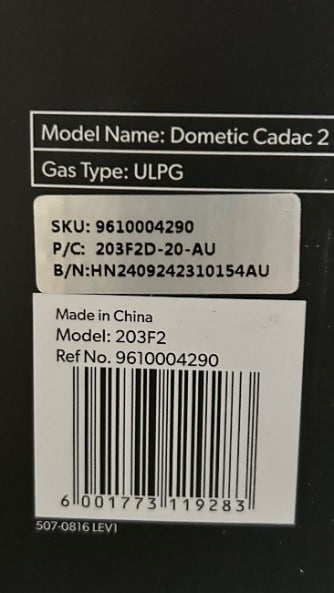 Model Name: Dometic Cadac 2
Gas Type: ULPG
SKU: 9610004290
P/C: 203F2D-20-AU
B/N:HN2409242310154AU
Made in China
Model: 203F2
Ref No. 9610004290
6 001773 119283
507-0816 LEV1